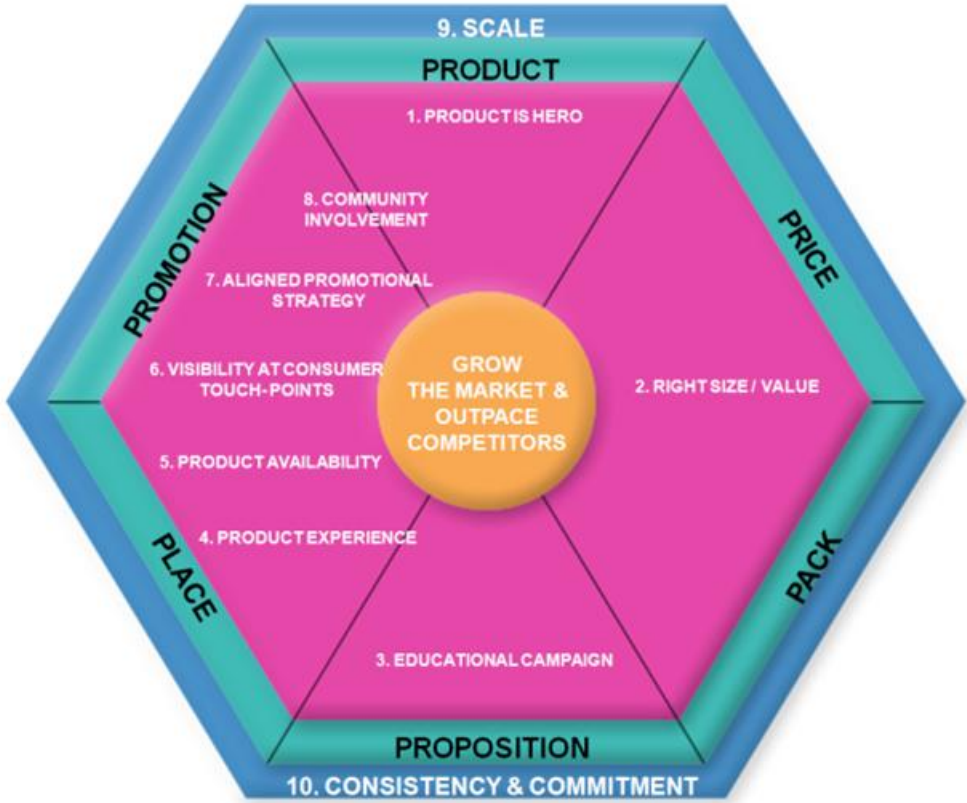 9. SCALE
PRODUCT
1. PRODUCT IS HERO
8. COMMUNITY
INVOLVEMENT
7. ALIGNED PROMOTIONAL
STRATEGY
6. VISIBILITY AT CONSUMER
TOUCH-POINTS
5. PRODUCT AVAILABILITY
4. PRODUCT EXPERIENCE
3. EDUCATIONAL CAMPAIGN
2. RIGHT SIZE / VALUE
GROW
THE MARKET &
OUTPACE
COMPETITORS
PROMOTION
PRICE
PLACE
PACK
PROPOSITION
10. CONSISTENCY & COMMITMENT